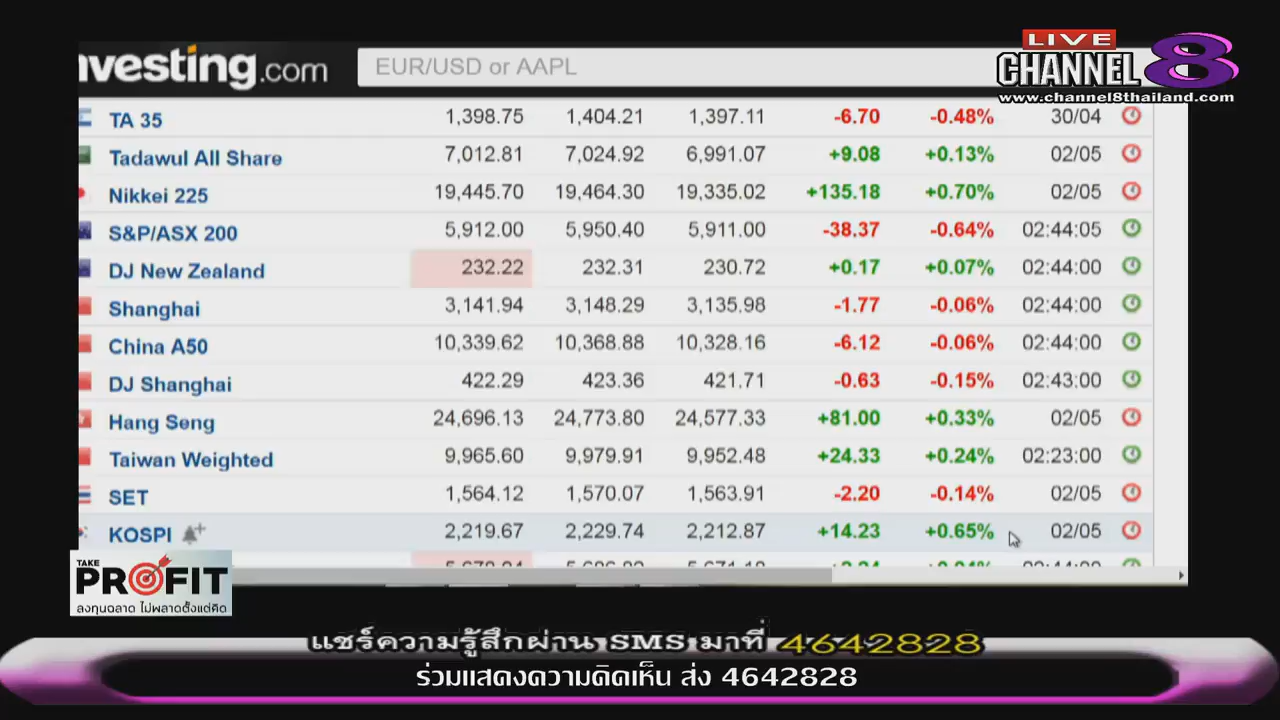 nvesting.com
EUR/USD or AAPL
LIVE
CHANNEL 8
www.channel8thailand.com
TA 35 1,398.75 1,404.21 1,397.11 -6.70 -0.48% 30/04
Tadawul All Share 7,012.81 7,024.92 6,991.07 +9.08 +0.13% 02/05
Nikkei 225 19,445.70 19,464.30 19,335.02 +135.18 +0.70% 02/05
S&P/ASX 200 5,912.00 5,950.40 5,911.00 -38.37 -0.64% 02:44:05
DJ New Zealand 232.22 232.31 230.72 +0.17 +0.07% 02:44:00
Shanghai 3,141.94 3,148.29 3,135.98 -1.77 -0.06% 02:44:00
China A50 10,339.62 10,368.88 10,328.16 -6.12 -0.06% 02:44:00
DJ Shanghai 422.29 423.36 421.71 -0.63 -0.15% 02:43:00
Hang Seng 24,696.13 24,773.80 24,577.33 +81.00 +0.33% 02/05
Taiwan Weighted 9,965.60 9,979.91 9,952.48 +24.33 +0.24% 02:23:00
SET 1,564.12 1,570.07 1,563.91 -2.20 -0.14% 02/05
KOSPI 2,219.67 2,229.74 2,212.87 +14.23 +0.65% 02/05
TAKE
PROFIT
ลงทุนฉลาด ไม่พลาดตั้งแต่คิด
แชร์ความรู้สึกผ่าน SMS มาที่ 4642828
ร่วมแสดงความคิดเห็น ส่ง 4642828